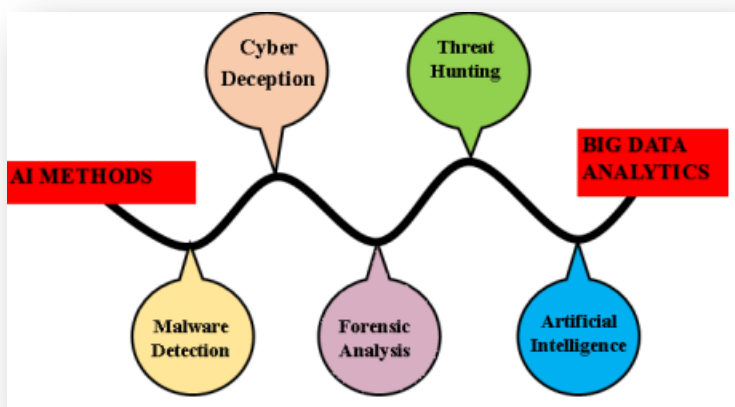 Cyber
Deception
Threat
Hunting
AI METHODS
BIG DATA
ANALYTICS
Malware
Detection
Forensic
Analysis
Artificial
Intelligence